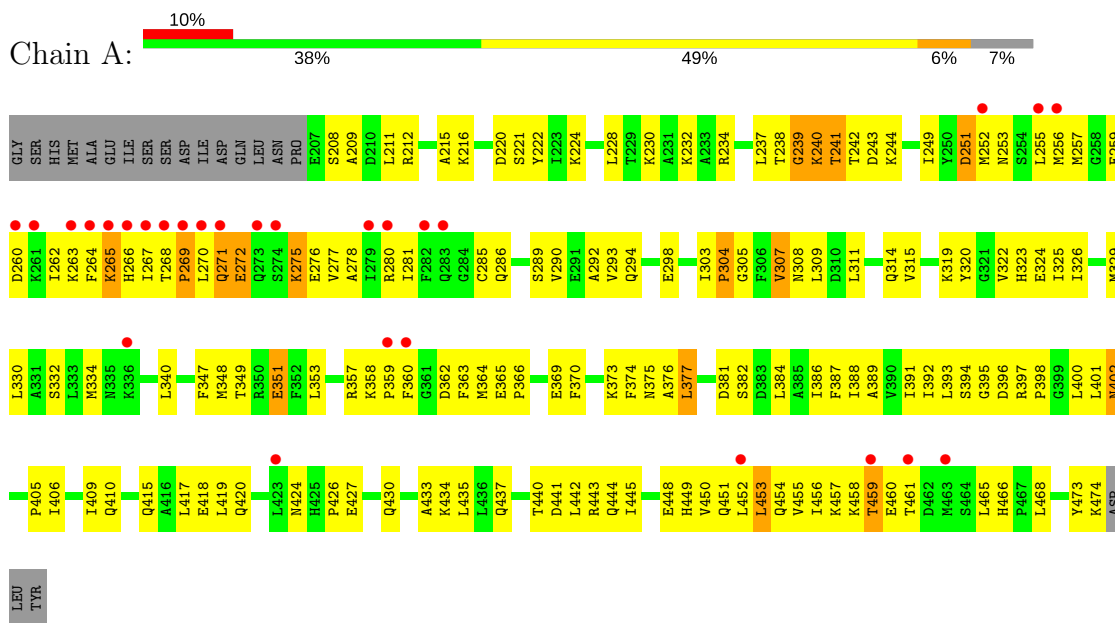 10%
Chain A:
38% 49% 6% 7%
GLY SER HIS MET ALA GLU ILE SER SER ASP ILE ASP GLN LEU ASN PRO E207 S208 A209 D210 L211 R212 A215 K216 D220 S221 Y222 I223 K224 L228 T229 K230 A231 K232 A233 R234 L237 T238 G239 K240 T241 T242 D243 K244 I249 Y250 D251 M252 N253 S254 L255 M256 M257 G258 E259
D260 K261 I262 K263 F264 K265 H266 I267 T268 P269 L270 Q271 E272 Q273 S274 K275 E276 V277 A278 I279 R280 I281 F282 Q283 G284 C285 Q286 S289 V290 E291 A292 V293 Q294 E298 I303 P304 G305 F306 V307 N308 L309 D310 L311 Q314 V315 K319 Y320 G321 V322 H323 E324 I325 I326 M329
L330 A331 S332 L333 M334 N335 K336 L340 F347 M348 T349 R350 E351 F352 L353 R357 K358 P359 F360 G361 D362 F363 M364 E365 P366 E369 F370 K373 F374 N375 A376 L377 D381 S382 D383 L384 A385 I386 F387 I388 A389 V390 I391 I392 L393 S394 G395 D396 R397 P398 G399 L400 L401 N402
P405 I406 I409 Q410 Q415 A416 L417 E418 L419 Q420 L423 N424 H425 P426 E427 Q430 A433 K434 L435 L436 Q437 T440 D441 L442 R443 Q444 I445 E448 H449 V450 Q451 L452 L453 Q454 V455 I456 K457 K458 T459 E460 T461 D462 M463 S464 L465 H466 P467 L468 Y473 K474 ASP
LEU TYR